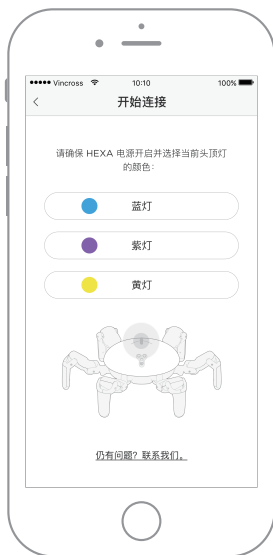 Vincross 10:10 100%
开始连接
请确保 HEXA 电源开启并选择当前头顶灯
的颜色：
蓝灯
紫灯
黄灯
仍有问题？联系我们。